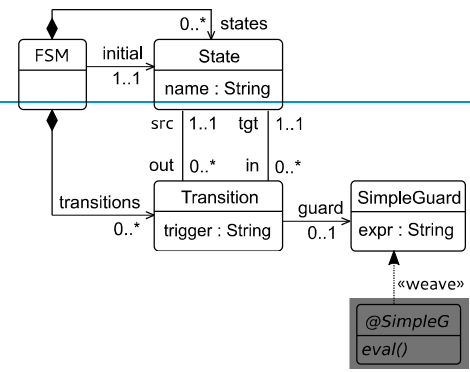 0..* states
FSM initial State
1..1 name : String
src 1..1 tgt 1..1
out 0..* in 0..*
transitions Transition guard SimpleGuard
0..* trigger : String 0..1 expr : String
«weave»
@SimpleG
eval()